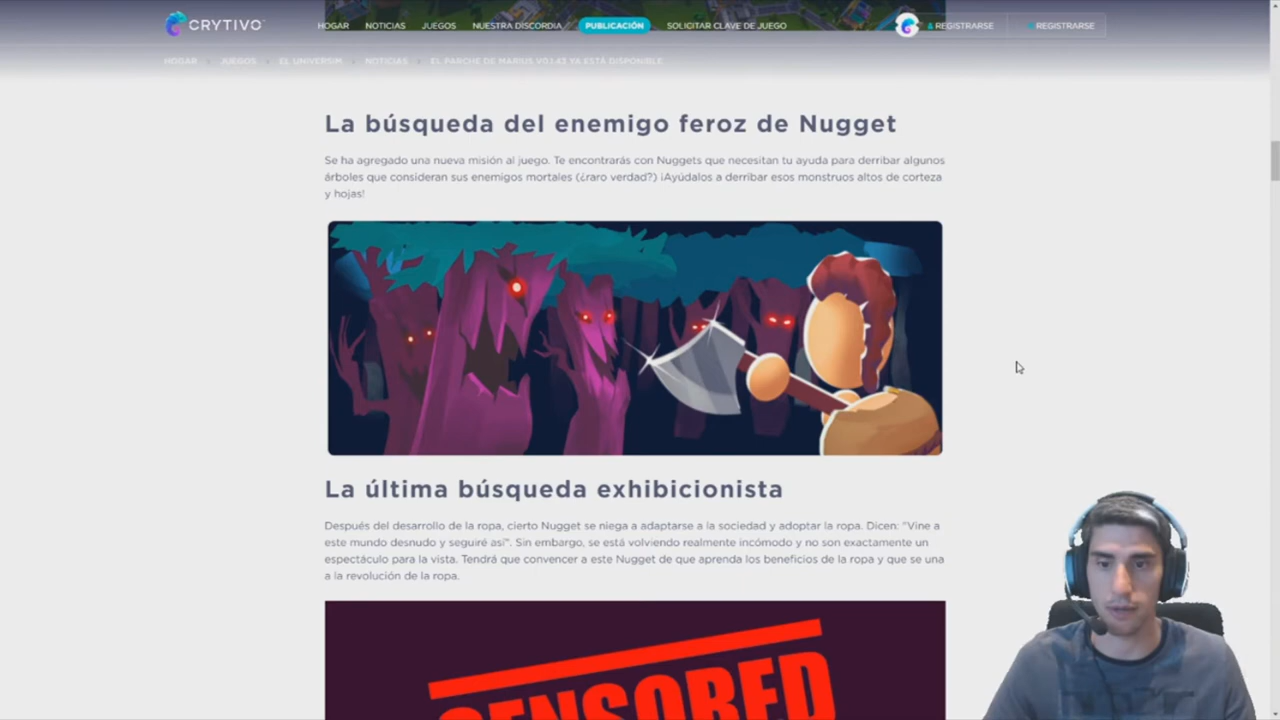 CRYTIVO
HOGAR NOTICIAS JUEGOS NUESTRA DISCORDIA PUBLICACIÓN SOLICITAR CLAVE DE JUEGO REGISTRARSE REGISTRARSE
HOGAR JUEGOS EL UNIVERSIM NOTICIAS EL PARCHE DE MARIUS V0.1.43 YA ESTÁ DISPONIBLE
La búsqueda del enemigo feroz de Nugget
Se ha agregado una nueva misión al juego. Te encontrarás con Nuggets que necesitan tu ayuda para derribar algunos
árboles que consideran sus enemigos mortales (¿raro verdad?) ¡Ayúdalos a derribar esos monstruos altos de corteza
y hojas!
La última búsqueda exhibicionista
Después del desarrollo de la ropa, cierto Nugget se niega a adaptarse a la sociedad y adoptar la ropa. Dicen: "Vine a
este mundo desnudo y seguiré así". Sin embargo, se está volviendo realmente incómodo y no son exactamente un
espectáculo para la vista. Tendrá que convencer a este Nugget de que aprenda los beneficios de la ropa y que se una
a la revolución de la ropa.
CENSORED